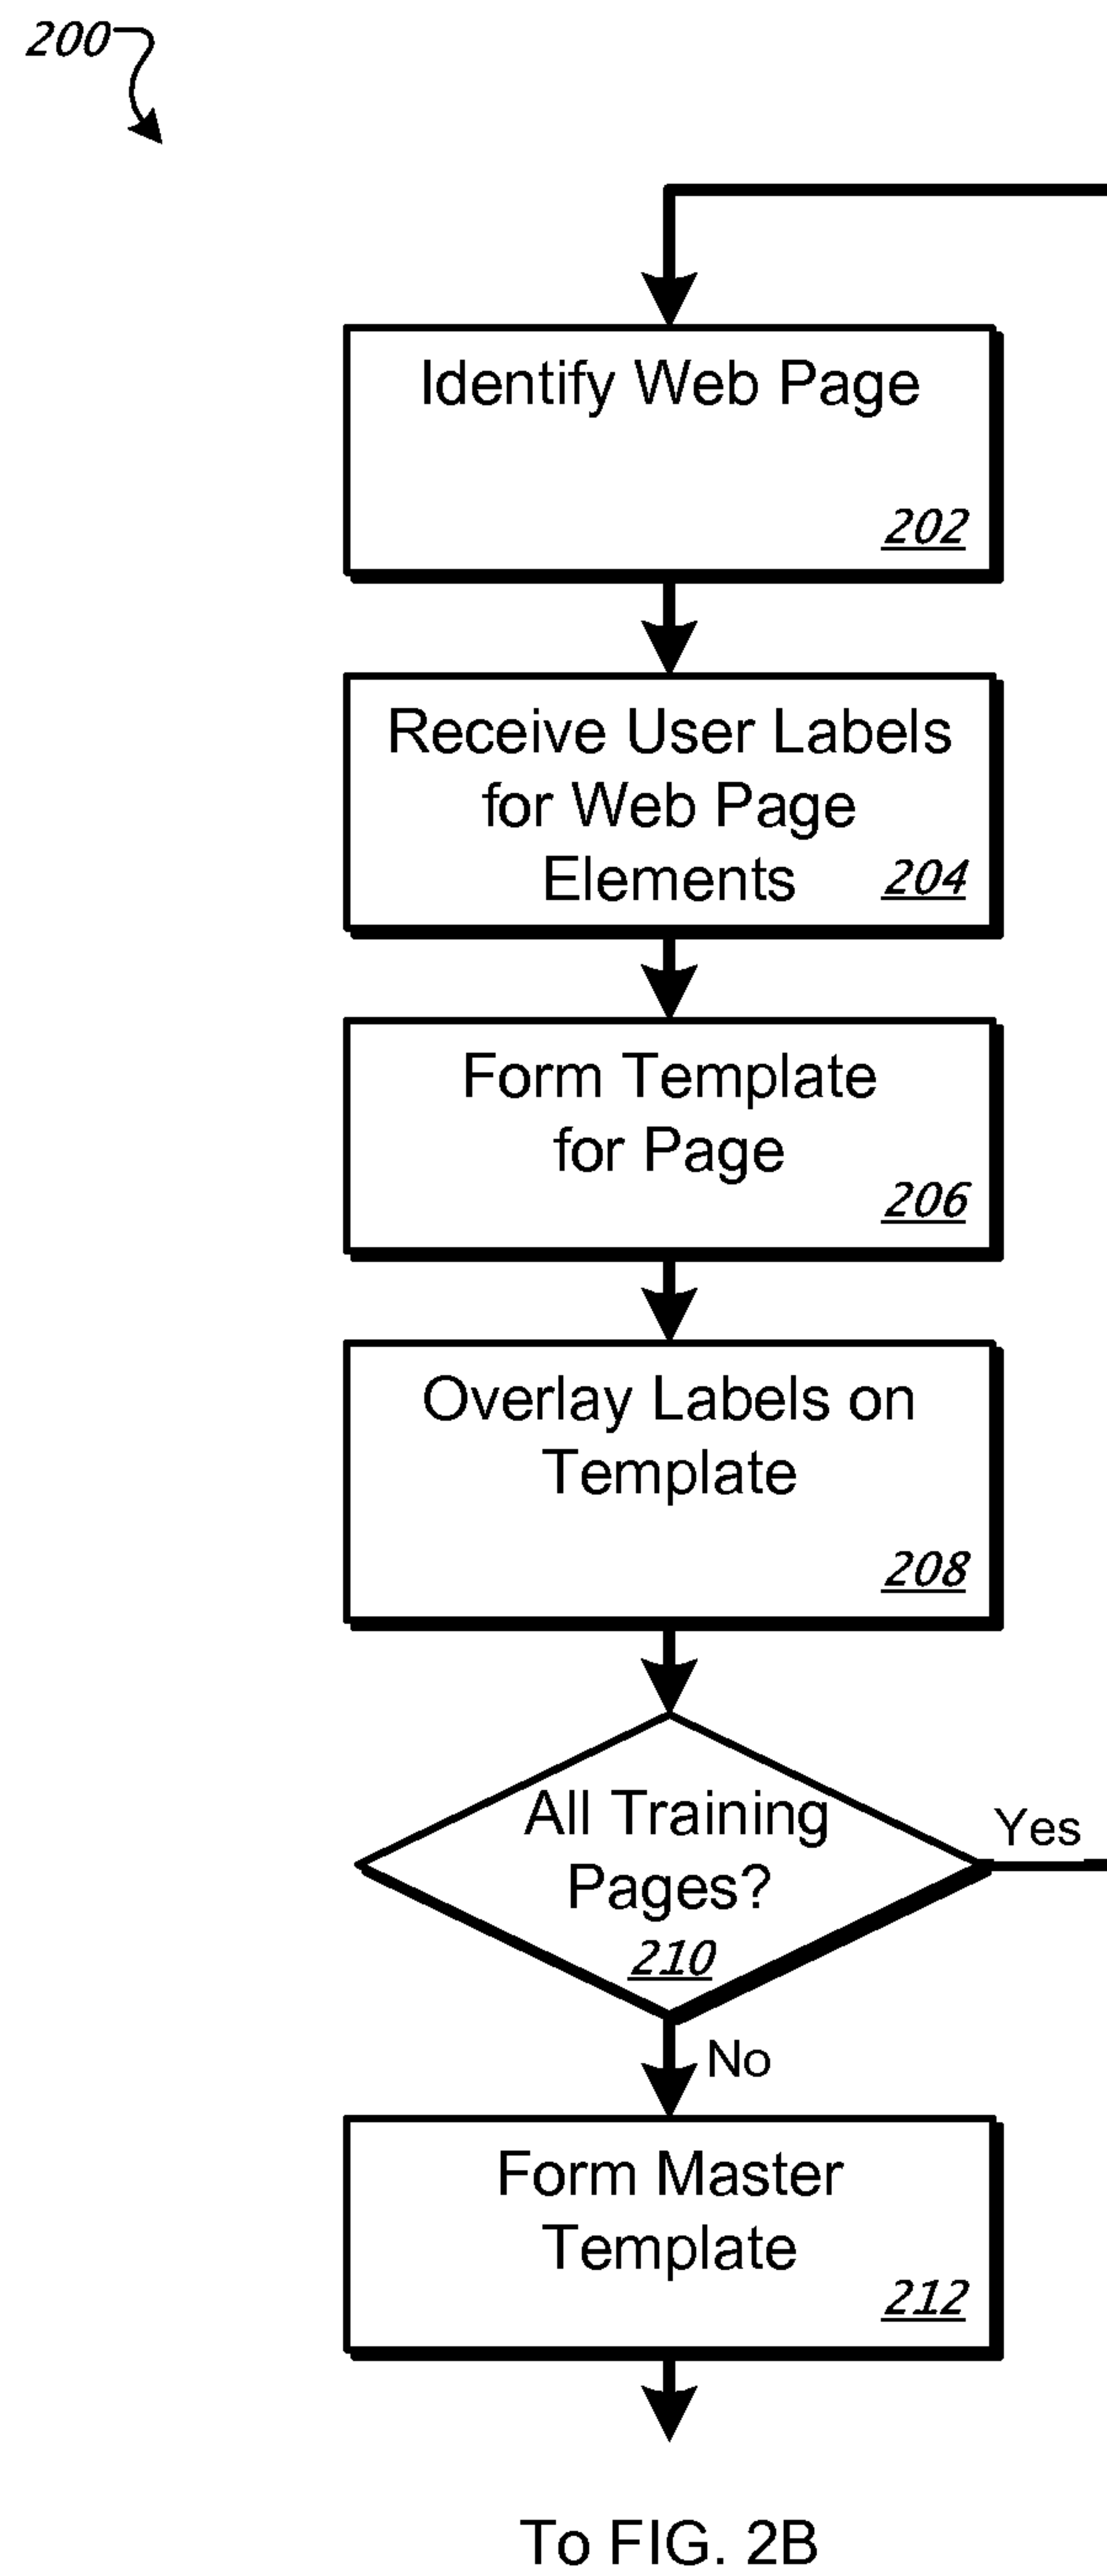 200
Identify Web Page
202
Receive User Labels
for Web Page
Elements
204
Form Template
for Page
206
Overlay Labels on
Template
208
All Training
Pages?
210
Yes
No
Form Master
Template
212
To FIG. 2B